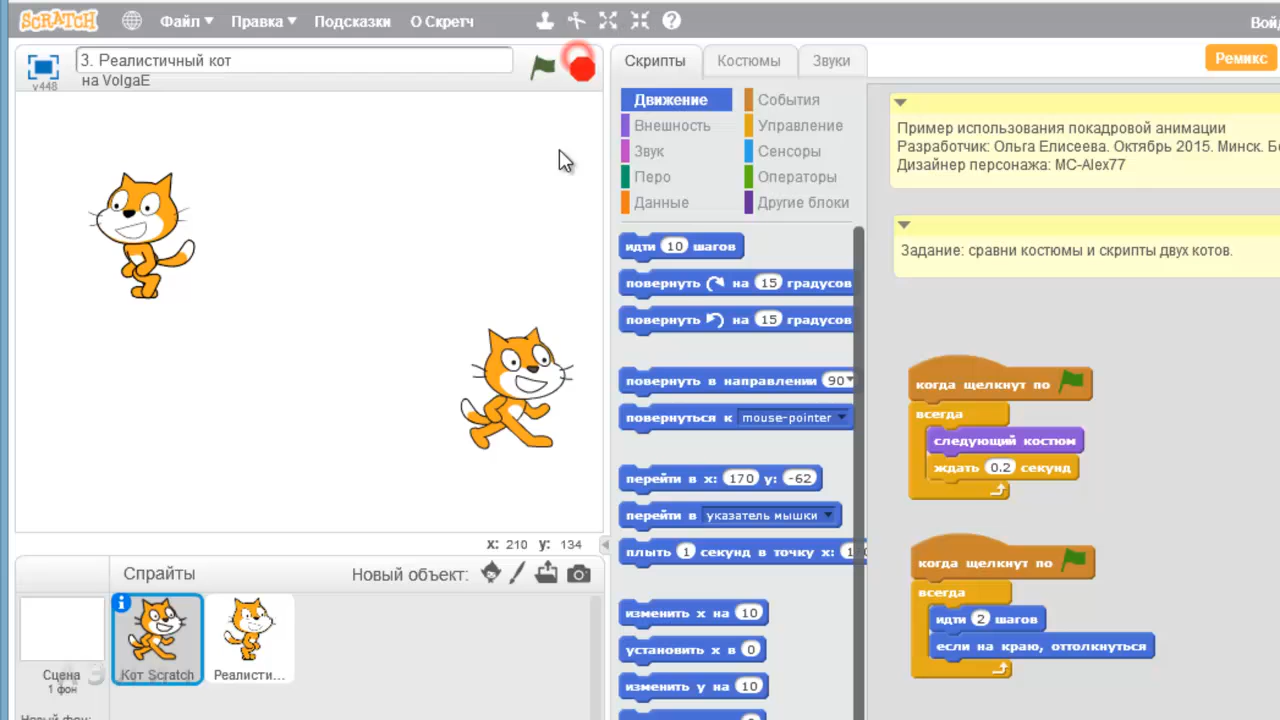 SCRATCH Файл Правка Подсказки О Скретч
3. Реалистичный кот
на VolgaE
v448
Скрипты Костюмы Звуки
Ремикс
Движение События
Внешность Управление
Звук Сенсоры
Перо Операторы
Данные Другие блоки
идти 10 шагов
повернуть на 15 градусов
повернуть на 15 градусов
повернуть в направлении 90
повернуться к mouse-pointer
перейти в x: 170 y: -62
перейти в указатель мышки
плыть 1 секунд в точку x:
изменить x на 10
установить x в 0
изменить y на 10
Пример использования покадровой анимации
Разработчик: Ольга Елисеева. Октябрь 2015. Минск.
Дизайнер персонажа: MC-Alex77
Задание: сравни костюмы и скрипты двух котов.
когда щелкнут по
всегда
следующий костюм
ждать 0.2 секунд
когда щелкнут по
всегда
идти 2 шагов
если на краю, оттолкнуться
x: 210 y: 134
Спрайты Новый объект:
Сцена
1 фон
Кот Scratch
Реалисти...
Новый фон: